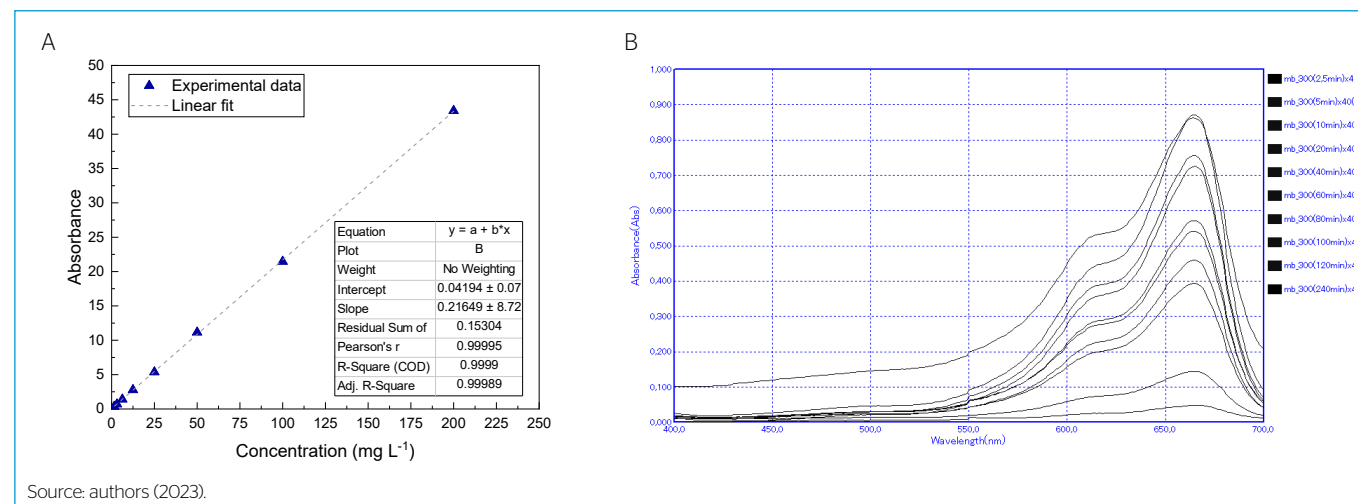 A
50
45
40
35
30
25
20
15
10
5
0
Absorbance
0 25 50 75 100 125 150 175 200 225 250
Concentration (mg L-1)
Experimental data
Linear fit
Equation y = a + b*x
Plot B
Weight No Weighting
Intercept 0.04194 ± 0.07
Slope 0.21649 ± 8.72
Residual Sum of 0.15304
Pearson's r 0.99995
R-Square (COD) 0.9999
Adj. R-Square 0.99989
B
1,000
0,900
0,800
0,700
0,600
0,500
0,400
0,300
0,200
0,100
0,000
Absorbance(Abs)
400,0 450,0 500,0 550,0 600,0 650,0 700,0
Wavelength(nm)
mb_300(2,5min)x4
mb_300(5min)x40(
mb_300(10min)x40
mb_300(20min)x40
mb_300(40min)x40
mb_300(60min)x40
mb_300(80min)x40
mb_300(100min)x4
mb_300(120min)x4
mb_300(240min)x4
Source: authors (2023).